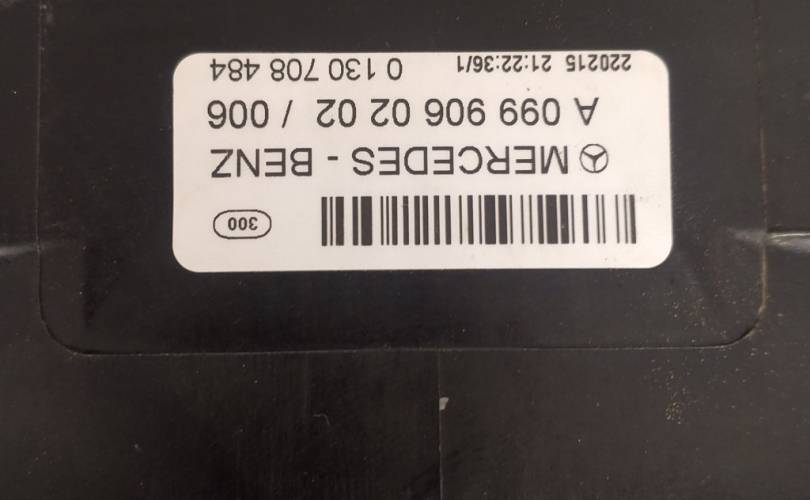 300
MERCEDES - BENZ
A 099 906 02 02 / 006
220215 21:22:36/1 0 130 708 484